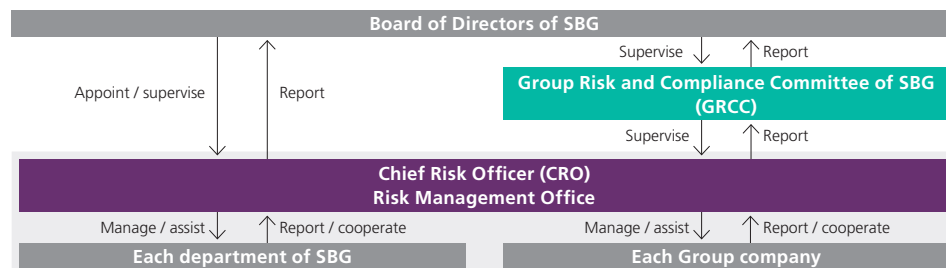 Board of Directors of SBG
Supervise
Report
Appoint / supervise
Report
Group Risk and Compliance Committee of SBG
(GRCC)
Supervise
Report
Chief Risk Officer (CRO)
Risk Management Office
Manage / assist
Report / cooperate
Manage / assist
Report / cooperate
Each department of SBG
Each Group company